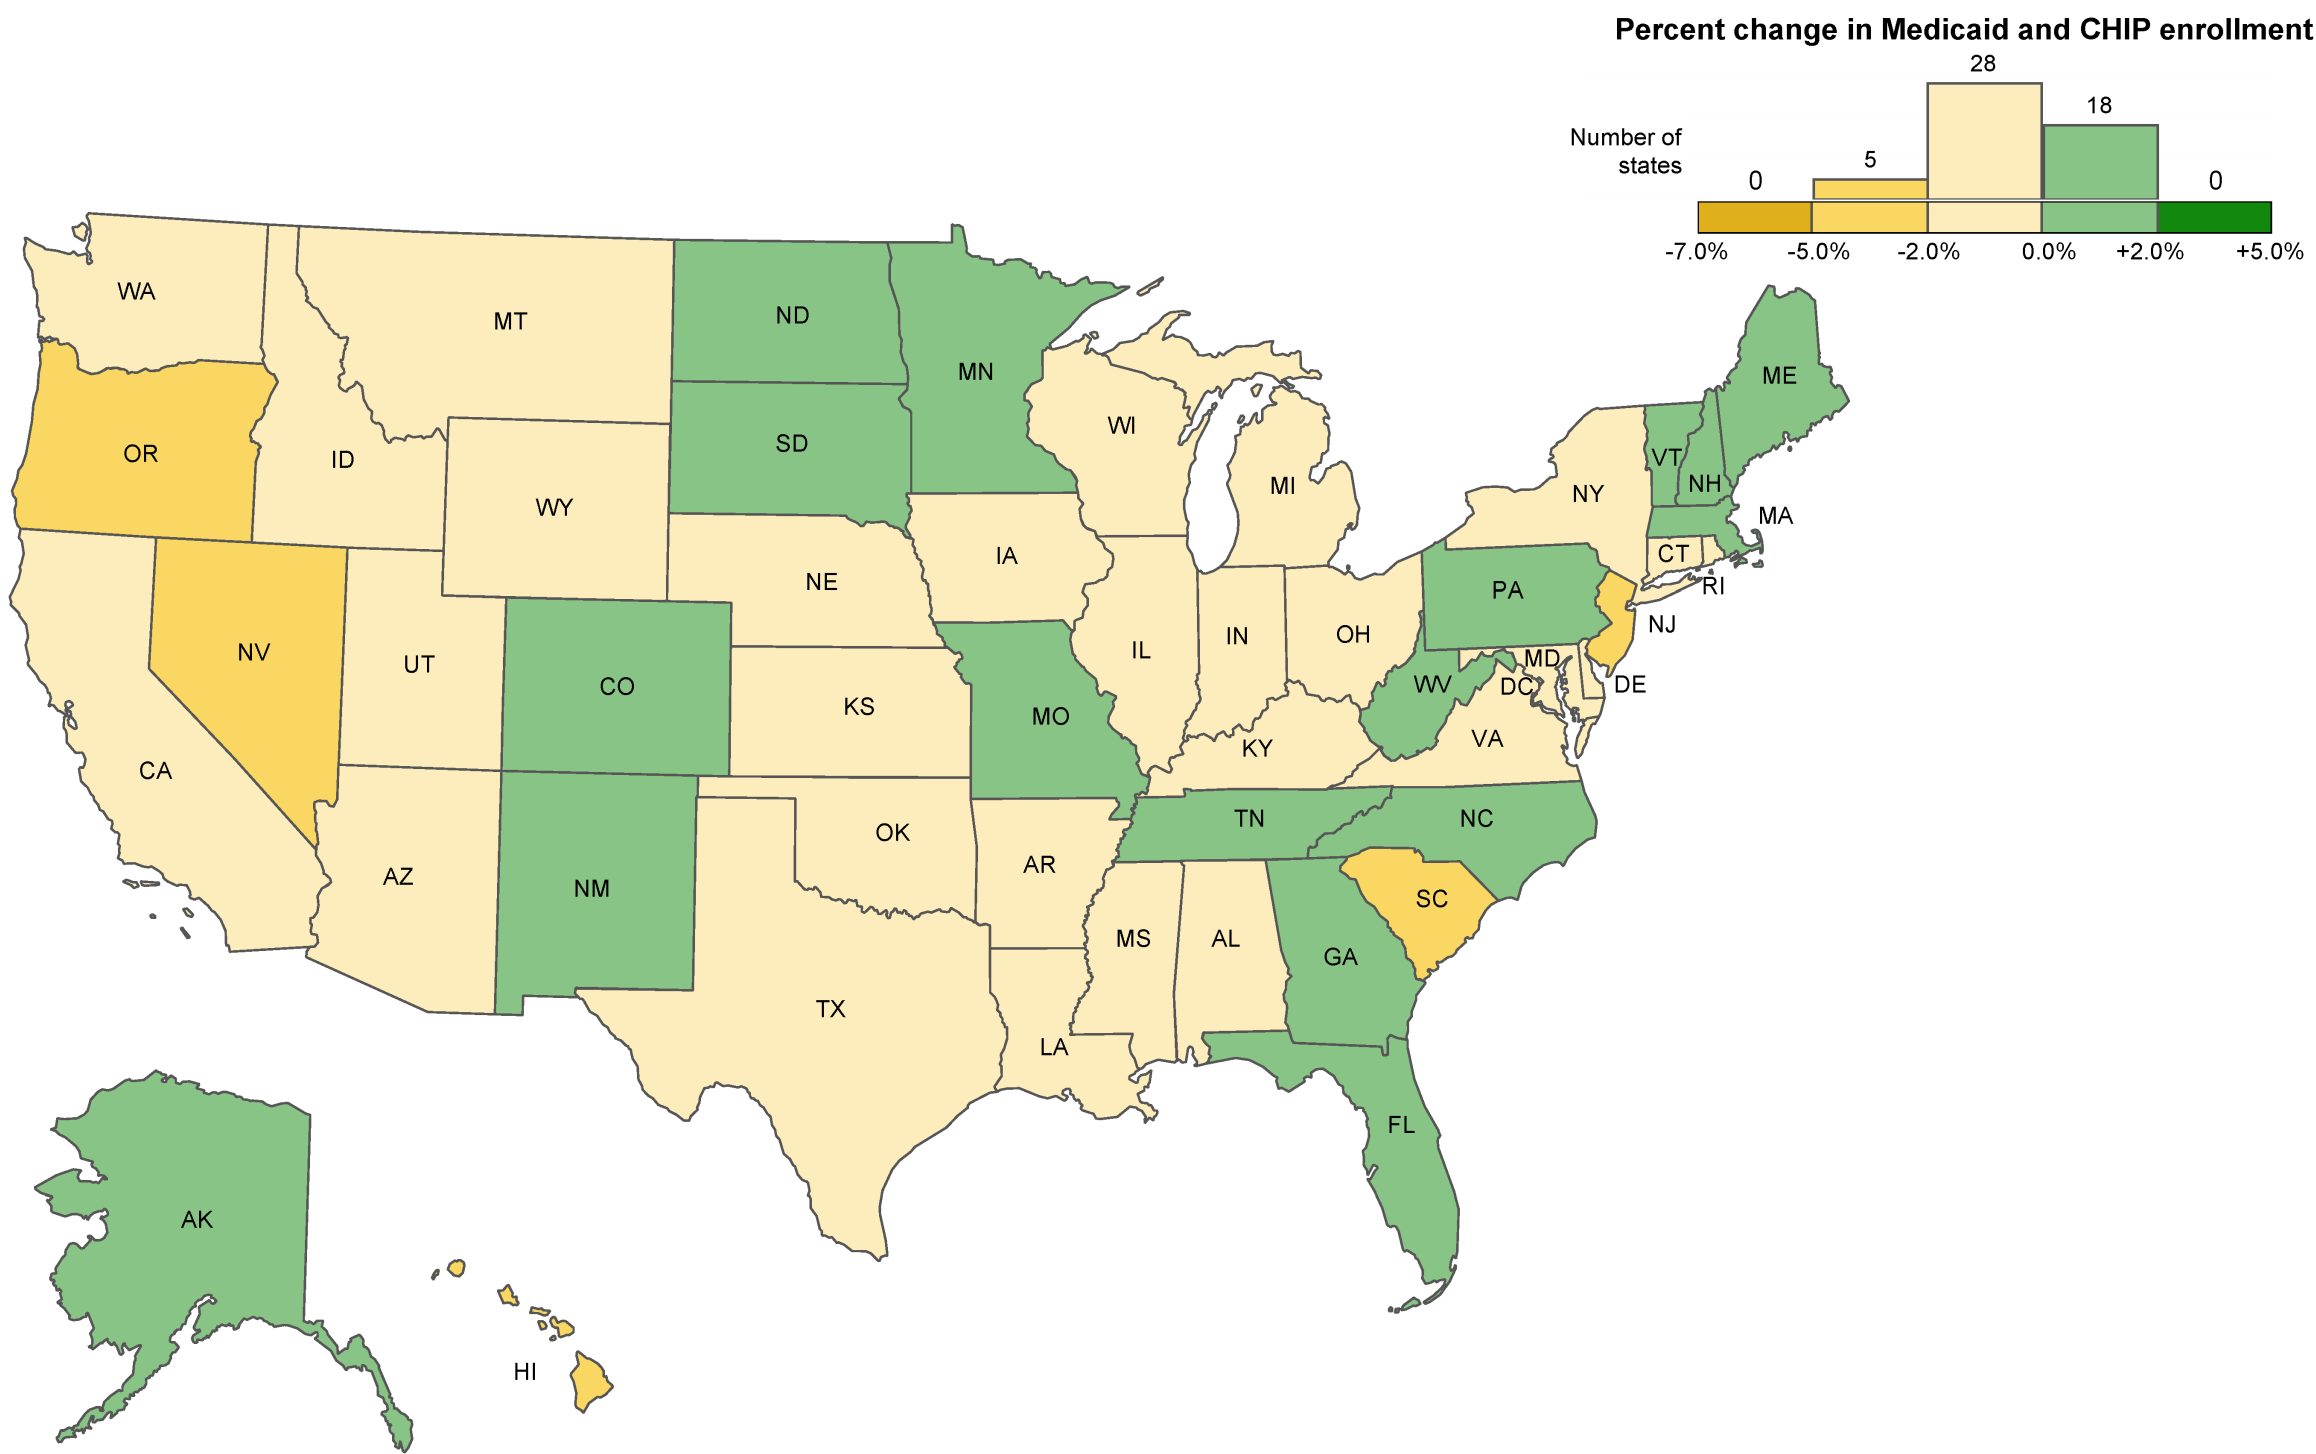 Percent change in Medicaid and CHIP enrollment
28
18
Number of
states
5
0
0
-7.0%
-5.0%
-2.0%
0.0%
+2.0%
+5.0%
WA
MT
ND
MN
ME
OR
ID
SD
WI
VT
NH
MI
NY
MA
WY
IA
CT
RI
NE
PA
NJ
NV
UT
CO
KS
MO
IL
IN
OH
WV
MD
DC
DE
CA
KY
VA
AZ
NM
OK
AR
TN
NC
SC
MS
AL
GA
TX
LA
FL
AK
HI